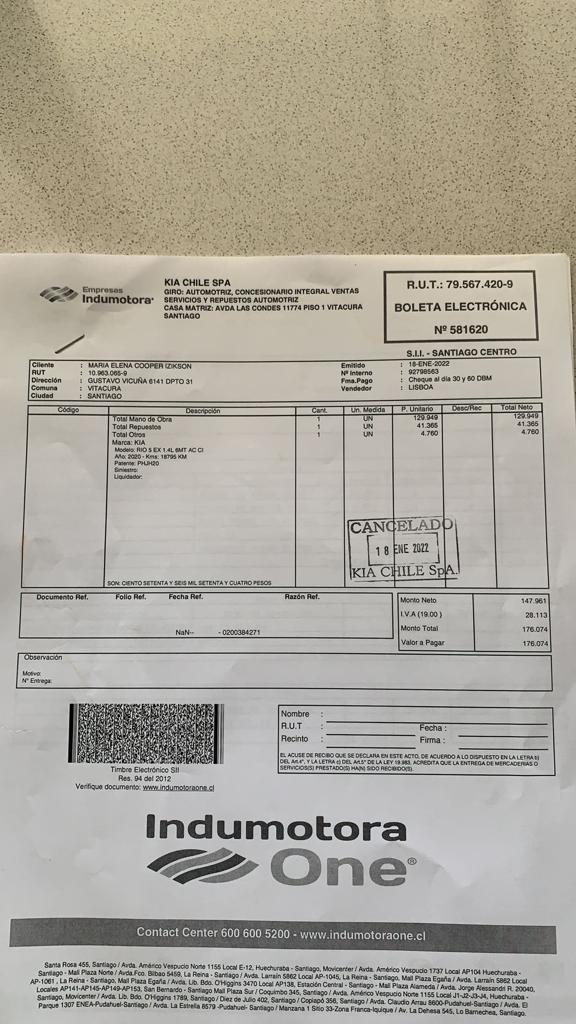 Empresas
Indumotora
KIA CHILE SPA
GIRO: AUTOMOTRIZ, CONCESIONARIO INTEGRAL VENTAS
SERVICIOS Y REPUESTOS AUTOMOTRIZ
CASA MATRIZ: AVDA LAS CONDES 11774 PISO 1 VITACURA
SANTIAGO
R.U.T.: 79.567.420-9
BOLETA ELECTRÓNICA
Nº 581620
S.I.I. - SANTIAGO CENTRO
Cliente : MARIA ELENA COOPER IZIKSON
RUT : 10.963.065-9
Dirección : GUSTAVO VICUÑA 6141 DPTO 31
Comuna : VITACURA
Ciudad : SANTIAGO
Emitido : 18-ENE-2022
Nº Interno : 92798563
Fma.Pago : Cheque al día 30 y 60 DBM
Vendedor : LISBOA
Código Descripción Cant. Un. Medida P. Unitario Desc/Rec Total Neto
Total Mano de Obra 1 UN 129.949 129.949
Total Repuestos 1 UN 41.365 41.365
Total Otros 1 UN 4.760 4.760
Marca: KIA
Modelo: RIO 5 EX 1.4L 6MT AC CI
Año: 2020 - Kms: 18795 KM
Patente: PHJH20
Siniestro:
Liquidador:
CANCELADO
18 ENE 2022
KIA CHILE SpA.
SON: CIENTO SETENTA Y SEIS MIL SETENTA Y CUATRO PESOS
Documento Ref. Folio Ref. Fecha Ref. Razón Ref.
NaN-- - 0200384271
Monto Neto 147.961
I.V.A (19.00 ) 28.113
Monto Total 176.074
Valor a Pagar 176.074
Observación
Motivo:
Nº Entrega:
Timbre Electrónico SII
Res. 94 del 2012
Verifique documento: www.indumotoraone.cl
Nombre :
R.U.T :
Fecha :
Recinto :
Firma :
EL ACUSE DE RECIBO QUE SE DECLARA EN ESTE ACTO, DE ACUERDO A LO DISPUESTO EN LA LETRA b)
DEL Art.4°, Y LA LETRA c) DEL Art.5° DE LA LEY 19.983, ACREDITA QUE LA ENTREGA DE MERCADERIAS O
SERVICIO(S) PRESTADO(S) HA(N) SIDO RECIBIDO(S).
Indumotora
One®
Contact Center 600 600 5200 - www.indumotoraone.cl
Santa Rosa 455, Santiago / Avda. Américo Vespucio Norte 1155 Local E-12, Huechuraba - Santiago, Movicenter / Avda. Américo Vespucio 1737 Local AP104 Huechuraba -
Santiago - Mall Plaza Norte / Avda.Fco. Bilbao 5459, La Reina - Santiago / Avda. Larraín 5862 Local AP-1045, La Reina - Santiago, Mall Plaza Egaña / Avda. Larraín 5862 Local
AP-1061 , La Reina - Santiago, Mall Plaza Egaña / Avda. Lib. Bdo. O'Higgins 3470 Local AP138, Estación Central - Santiago - Mall Plaza Alameda / Avda. Jorge Alessandri R. 20040,
Locales AP141-AP145-AP149-AP153, San Bernardo - Santiago Mall Plaza Sur / Coquimbo 345, Santiago / Avda. Américo Vespucio Norte 1155 Local J1-J2-J3-J4, Huechuraba -
Santiago, Movicenter / Avda. Lib. Bdo. O'Higgins 1789, Santiago / Diez de Julio 402, Santiago / Copiapó 356, Santiago / Avda. Claudio Arrau 8600-Pudahuel-Santiago / Avda. El
Parque 1307 ENEA-Pudahuel-Santiago / Avda. La Estrella 8579 -Pudahuel- Santiago / Manzana 1 Sitio 33-Zona Franca-Iquique / Av. La Dehesa 545, Lo Barnechea, Santiago.